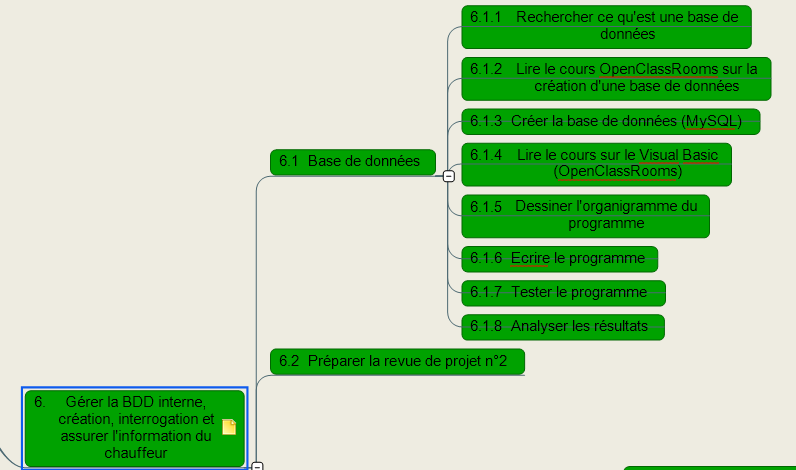 6.1.1 Rechercher ce qu'est une base de
données
6.1.2 Lire le cours OpenClassRooms sur la
création d'une base de données
6.1.3 Créer la base de données (MySQL)
6.1 Base de données
6.1.4 Lire le cours sur le Visual Basic
(OpenClassRooms)
6.1.5 Dessiner l'organigramme du
programme
6.1.6 Ecrire le programme
6.1.7 Tester le programme
6.1.8 Analyser les résultats
6.2 Préparer la revue de projet n°2
6. Gérer la BDD interne,
création, interrogation et
assurer l'information du
chauffeur